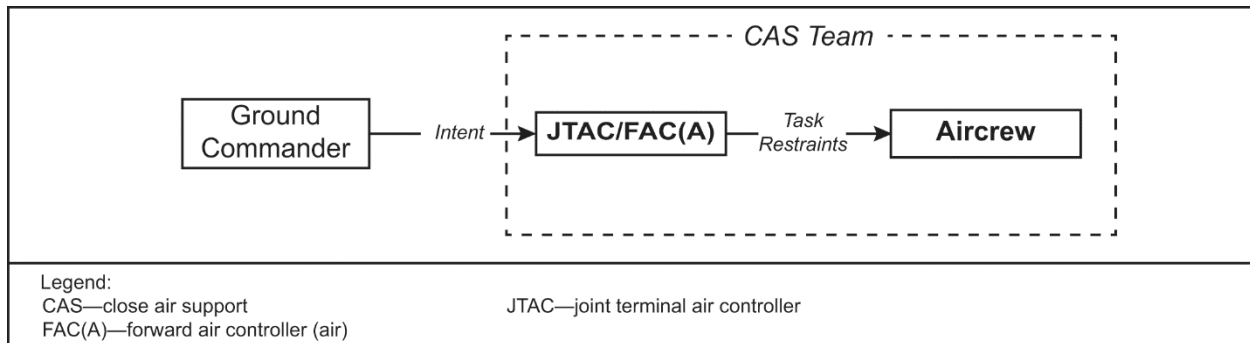 CAS Team
Ground
Commander
Intent
JTAC/FAC(A)
Task
Restraints
Aircrew
Legend:
CAS—close air support
JTAC—joint terminal air controller
FAC(A)—forward air controller (air)